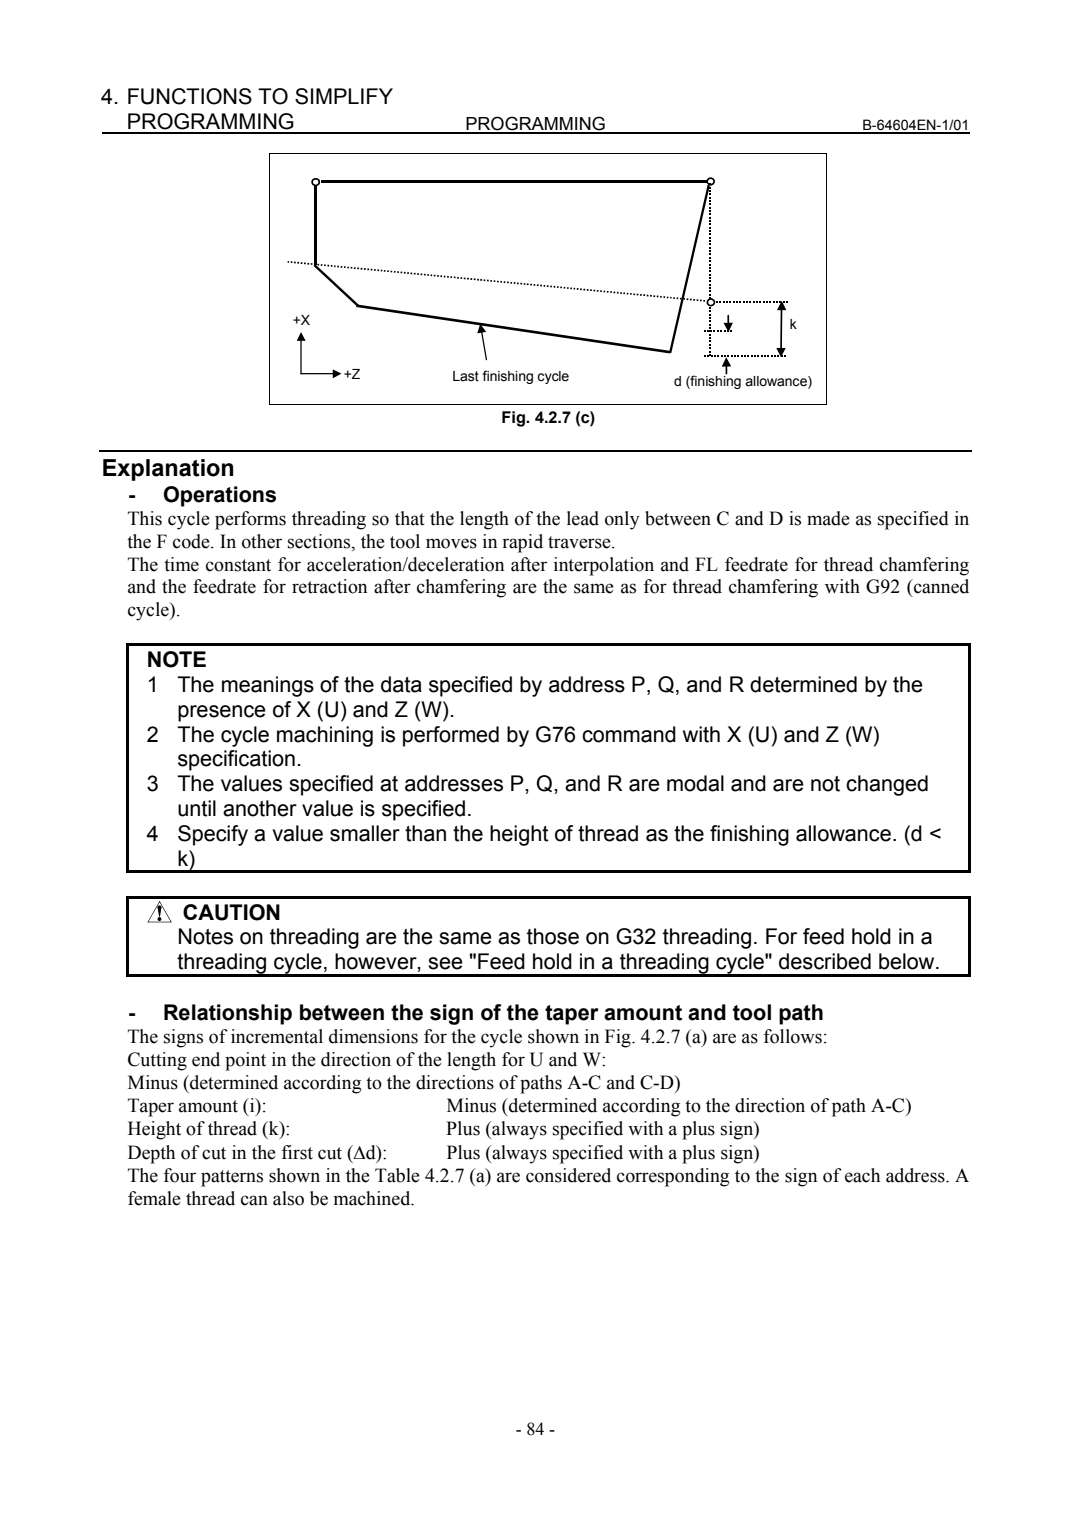 4. FUNCTIONS TO SIMPLIFY
PROGRAMMING PROGRAMMING B-64604EN-1/01
+X
k
+Z
Last finishing cycle
d (finishing allowance)
Fig. 4.2.7 (c)
Explanation
- Operations
This cycle performs threading so that the length of the lead only between C and D is made as specified in
the F code. In other sections, the tool moves in rapid traverse.
The time constant for acceleration/deceleration after interpolation and FL feedrate for thread chamfering
and the feedrate for retraction after chamfering are the same as for thread chamfering with G92 (canned
cycle).
NOTE
1 The meanings of the data specified by address P, Q, and R determined by the
presence of X (U) and Z (W).
2 The cycle machining is performed by G76 command with X (U) and Z (W)
specification.
3 The values specified at addresses P, Q, and R are modal and are not changed
until another value is specified.
4 Specify a value smaller than the height of thread as the finishing allowance. (d <
k)
CAUTION
Notes on threading are the same as those on G32 threading. For feed hold in a
threading cycle, however, see "Feed hold in a threading cycle" described below.
- Relationship between the sign of the taper amount and tool path
The signs of incremental dimensions for the cycle shown in Fig. 4.2.7 (a) are as follows:
Cutting end point in the direction of the length for U and W:
Minus (determined according to the directions of paths A-C and C-D)
Taper amount (i): Minus (determined according to the direction of path A-C)
Height of thread (k): Plus (always specified with a plus sign)
Depth of cut in the first cut (Δd): Plus (always specified with a plus sign)
The four patterns shown in the Table 4.2.7 (a) are considered corresponding to the sign of each address. A
female thread can also be machined.
- 84 -